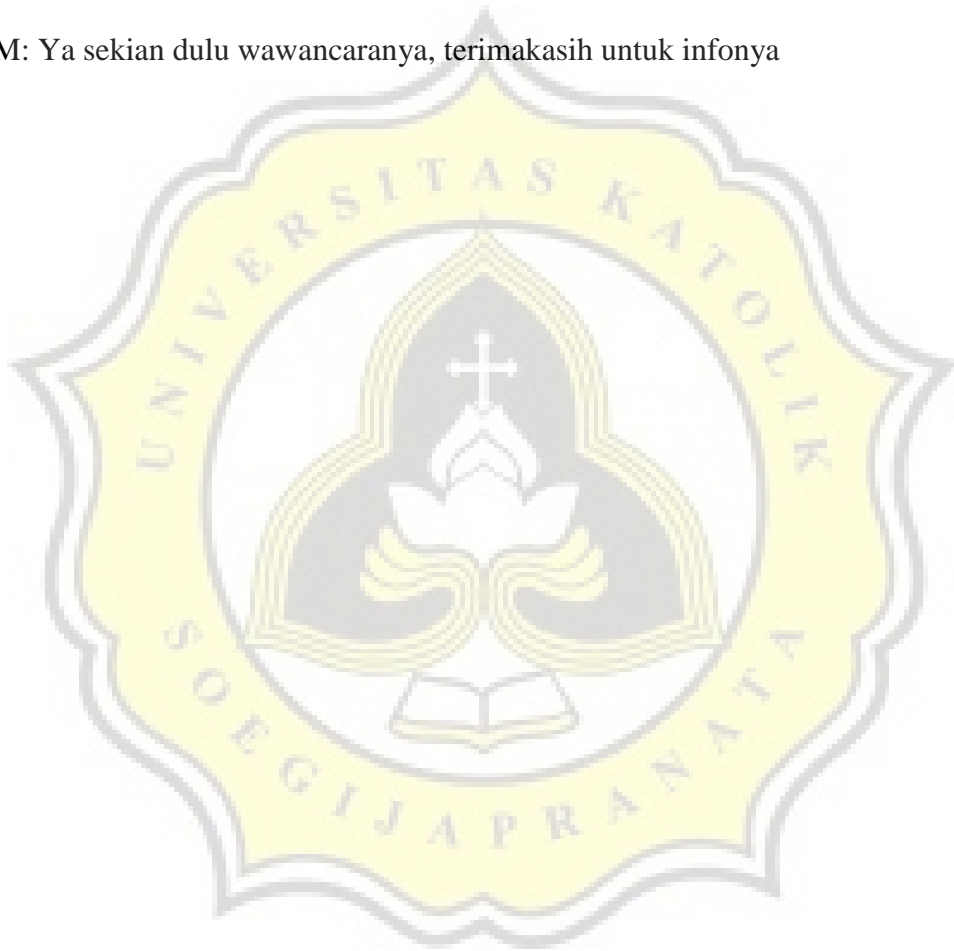 M: Ya sekian dulu wawancaranya, terimakasih untuk infonya
UNIVERSITAS KATOLIK
SOEGIJAPRANATA